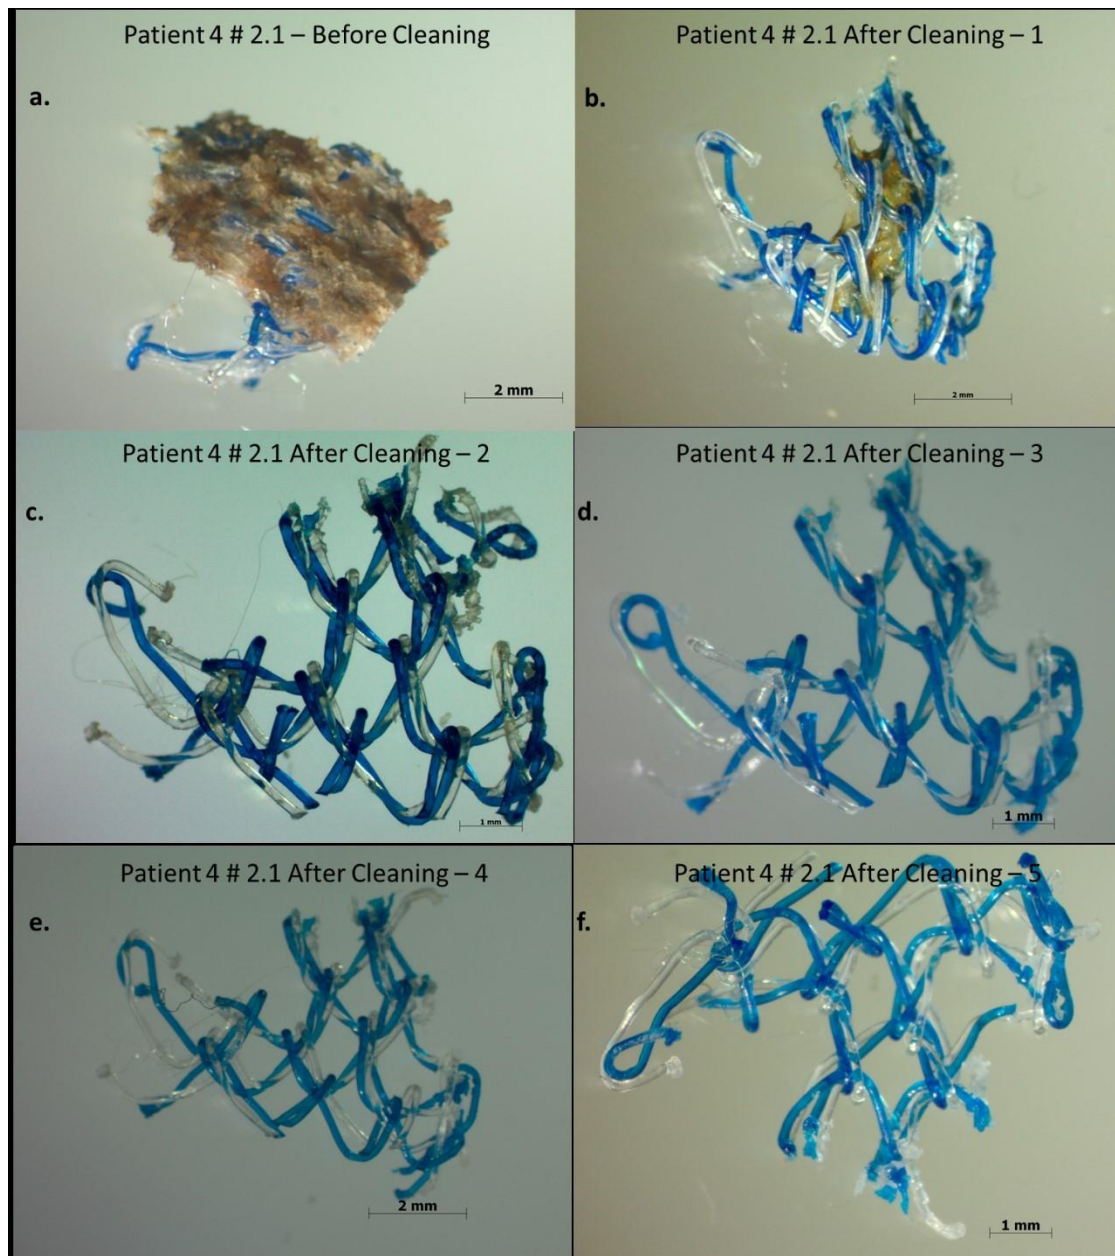 Patient 4 # 2.1 – Before Cleaning
a.
2 mm
Patient 4 # 2.1 After Cleaning – 1
b.
2 mm
Patient 4 # 2.1 After Cleaning – 2
c.
1 mm
Patient 4 # 2.1 After Cleaning – 3
d.
1 mm
Patient 4 # 2.1 After Cleaning – 4
e.
2 mm
Patient 4 # 2.1 After Cleaning – 5
f.
1 mm